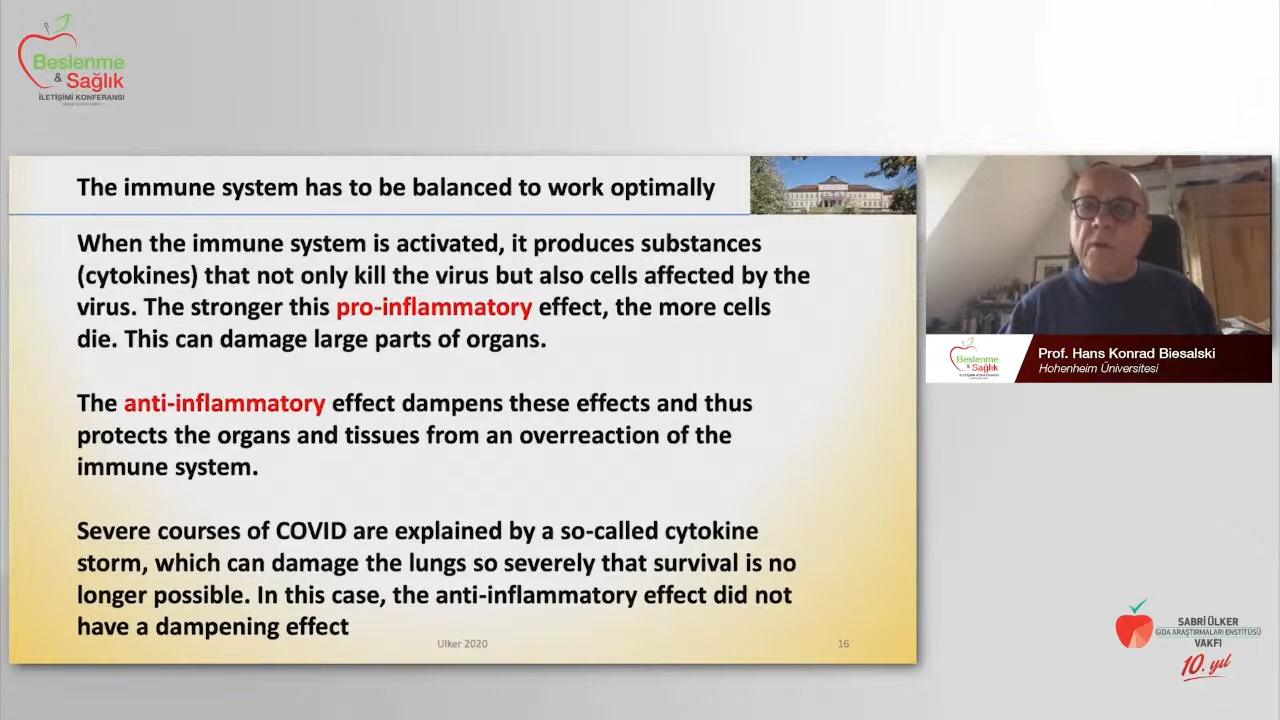 Beslenme
& Sağlık
İLETİŞİMİ KONFERANSI
The immune system has to be balanced to work optimally
When the immune system is activated, it produces substances
(cytokines) that not only kill the virus but also cells affected by the
virus. The stronger this pro-inflammatory effect, the more cells
die. This can damage large parts of organs.
The anti-inflammatory effect dampens these effects and thus
protects the organs and tissues from an overreaction of the
immune system.
Severe courses of COVID are explained by a so-called cytokine
storm, which can damage the lungs so severely that survival is no
longer possible. In this case, the anti-inflammatory effect did not
have a dampening effect
Ulker 2020
16
Beslenme
& Sağlık
İLETİŞİMİ KONFERANSI
Prof. Hans Konrad Biesalski
Hohenheim Üniversitesi
SABRİ ÜLKER
GIDA ARAŞTIRMALARI ENSTİTÜSÜ
VAKFI
10. yıl